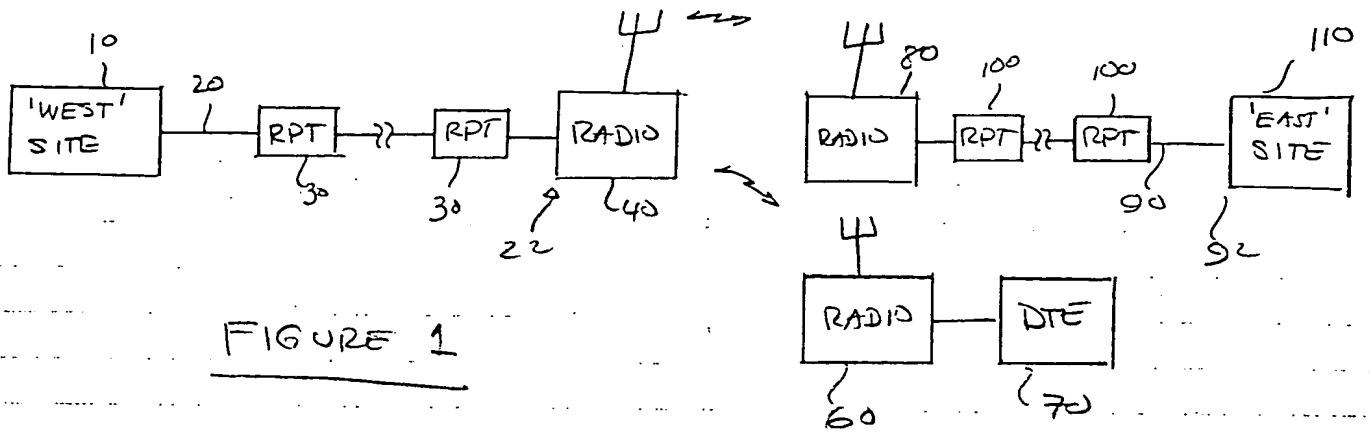 10
'WEST'
SITE
20
RPT
30
RPT
30
RADIO
40
22
RADIO
80
RPT
100
RPT
100
90
'EAST'
SITE
110
92
RADIO
60
DTE
70
FIGURE 1